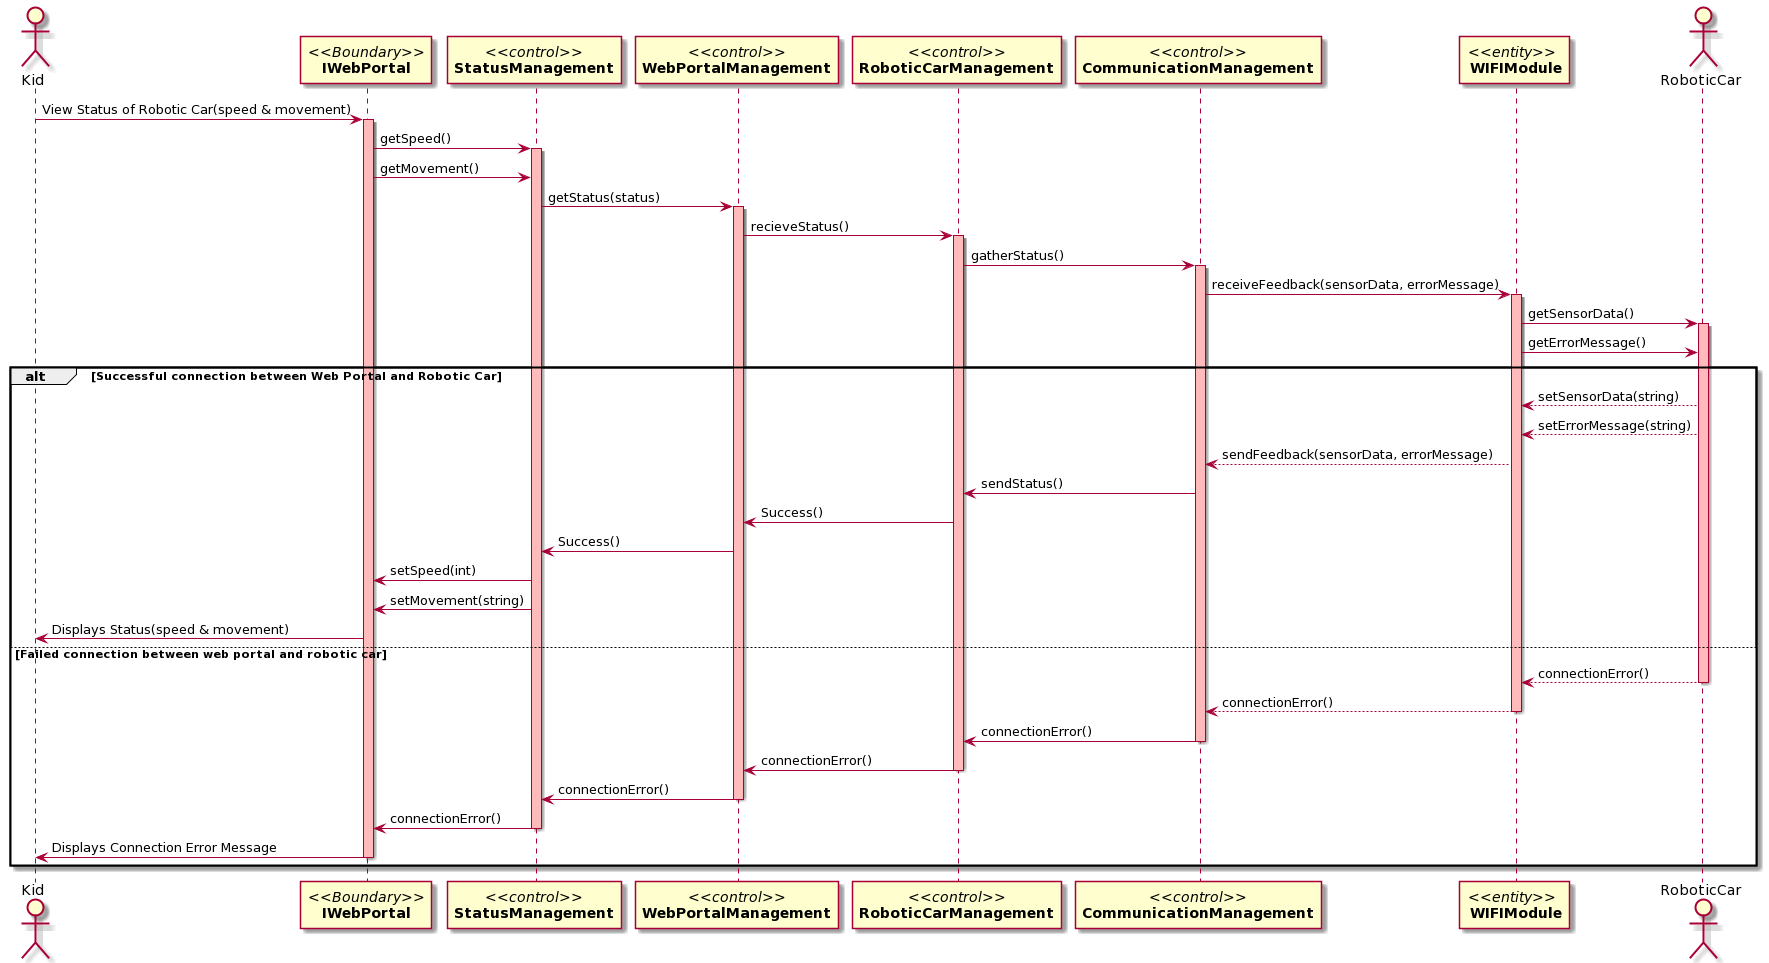 Kid
<<Boundary>>
IWebPortal
<<control>>
StatusManagement
<<control>>
WebPortalManagement
<<control>>
RoboticCarManagement
<<control>>
CommunicationManagement
<<entity>>
WIFIModule
RoboticCar
View Status of Robotic Car(speed & movement)
getSpeed()
getMovement()
getStatus(status)
recieveStatus()
gatherStatus()
receiveFeedback(sensorData, errorMessage)
getSensorData()
getErrorMessage()
alt [Successful connection between Web Portal and Robotic Car]
setSensorData(string)
setErrorMessage(string)
sendFeedback(sensorData, errorMessage)
sendStatus()
Success()
Success()
setSpeed(int)
setMovement(string)
Displays Status(speed & movement)
[Failed connection between web portal and robotic car]
connectionError()
connectionError()
connectionError()
connectionError()
connectionError()
connectionError()
Displays Connection Error Message
Kid
<<Boundary>>
IWebPortal
<<control>>
StatusManagement
<<control>>
WebPortalManagement
<<control>>
RoboticCarManagement
<<control>>
CommunicationManagement
<<entity>>
WIFIModule
RoboticCar